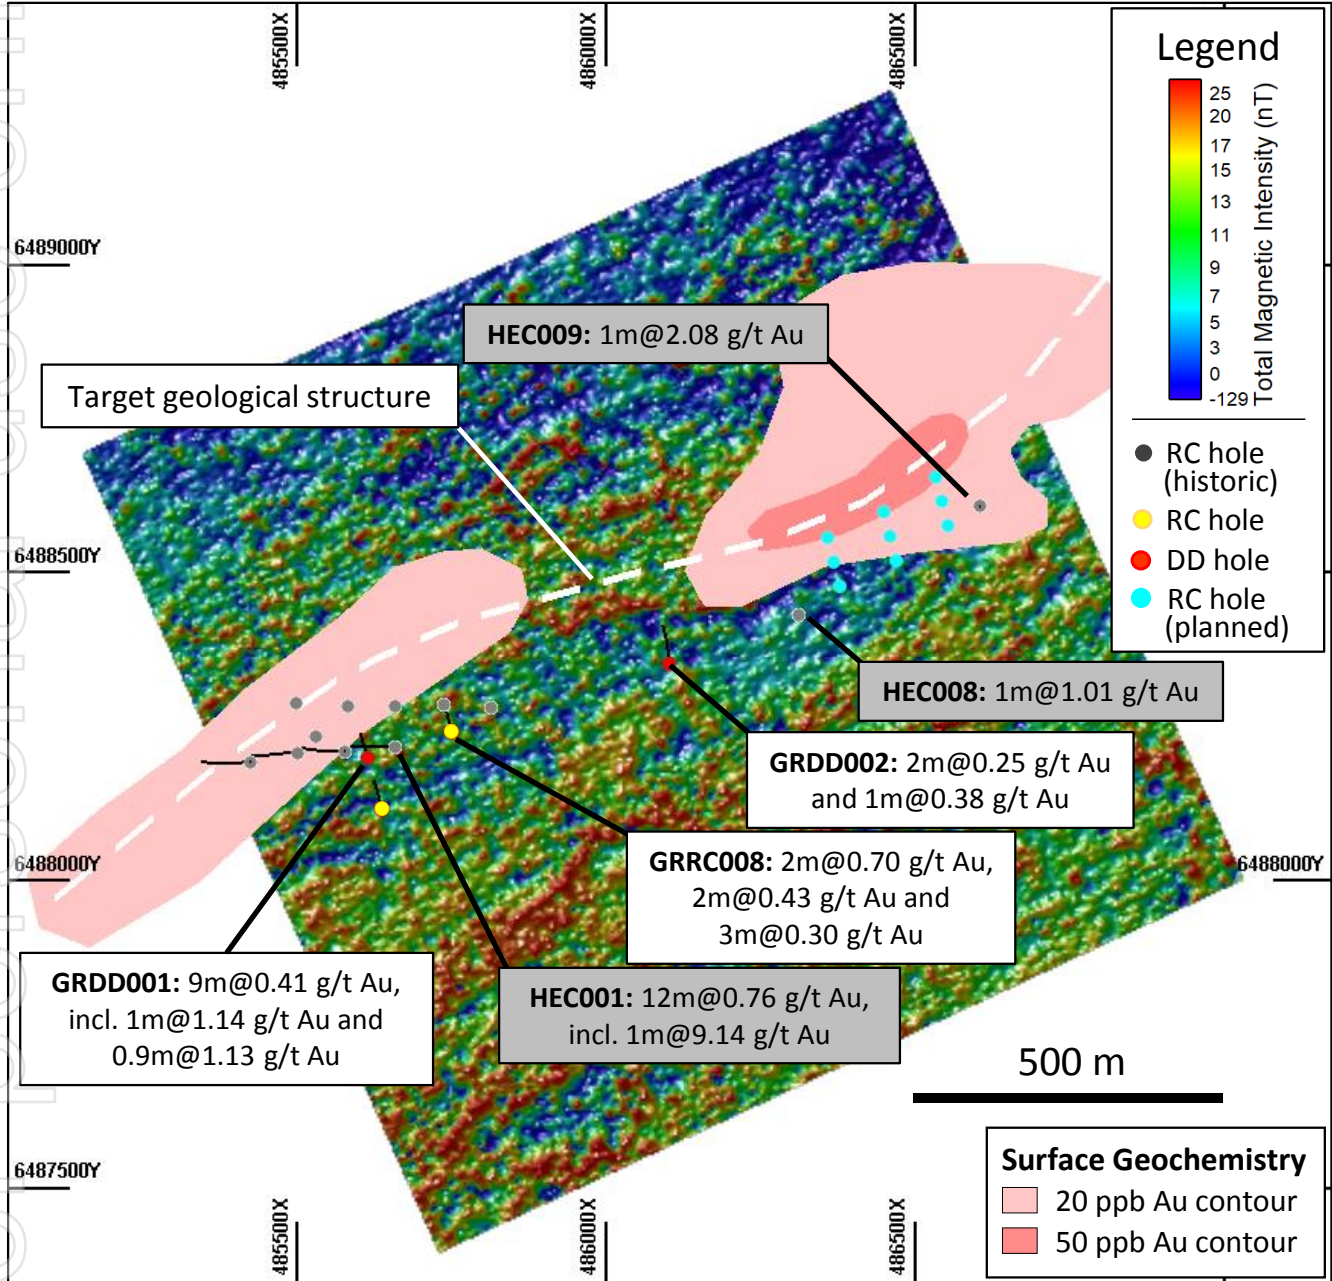 485500X
486000X
486500X
Legend
25
20
17
15
13
11
9
7
5
3
0
-129
Total Magnetic Intensity (nT)
RC hole
(historic)
RC hole
DD hole
RC hole
(planned)
6489000Y
HEC009: 1m@2.08 g/t Au
Target geological structure
6488500Y
HEC008: 1m@1.01 g/t Au
GRDD002: 2m@0.25 g/t Au
and 1m@0.38 g/t Au
GRRC008: 2m@0.70 g/t Au,
2m@0.43 g/t Au and
3m@0.30 g/t Au
6488000Y
6488000Y
GRDD001: 9m@0.41 g/t Au,
incl. 1m@1.14 g/t Au and
0.9m@1.13 g/t Au
HEC001: 12m@0.76 g/t Au,
incl. 1m@9.14 g/t Au
500 m
6487500Y
Surface Geochemistry
20 ppb Au contour
50 ppb Au contour
485500X
486000X
486500X